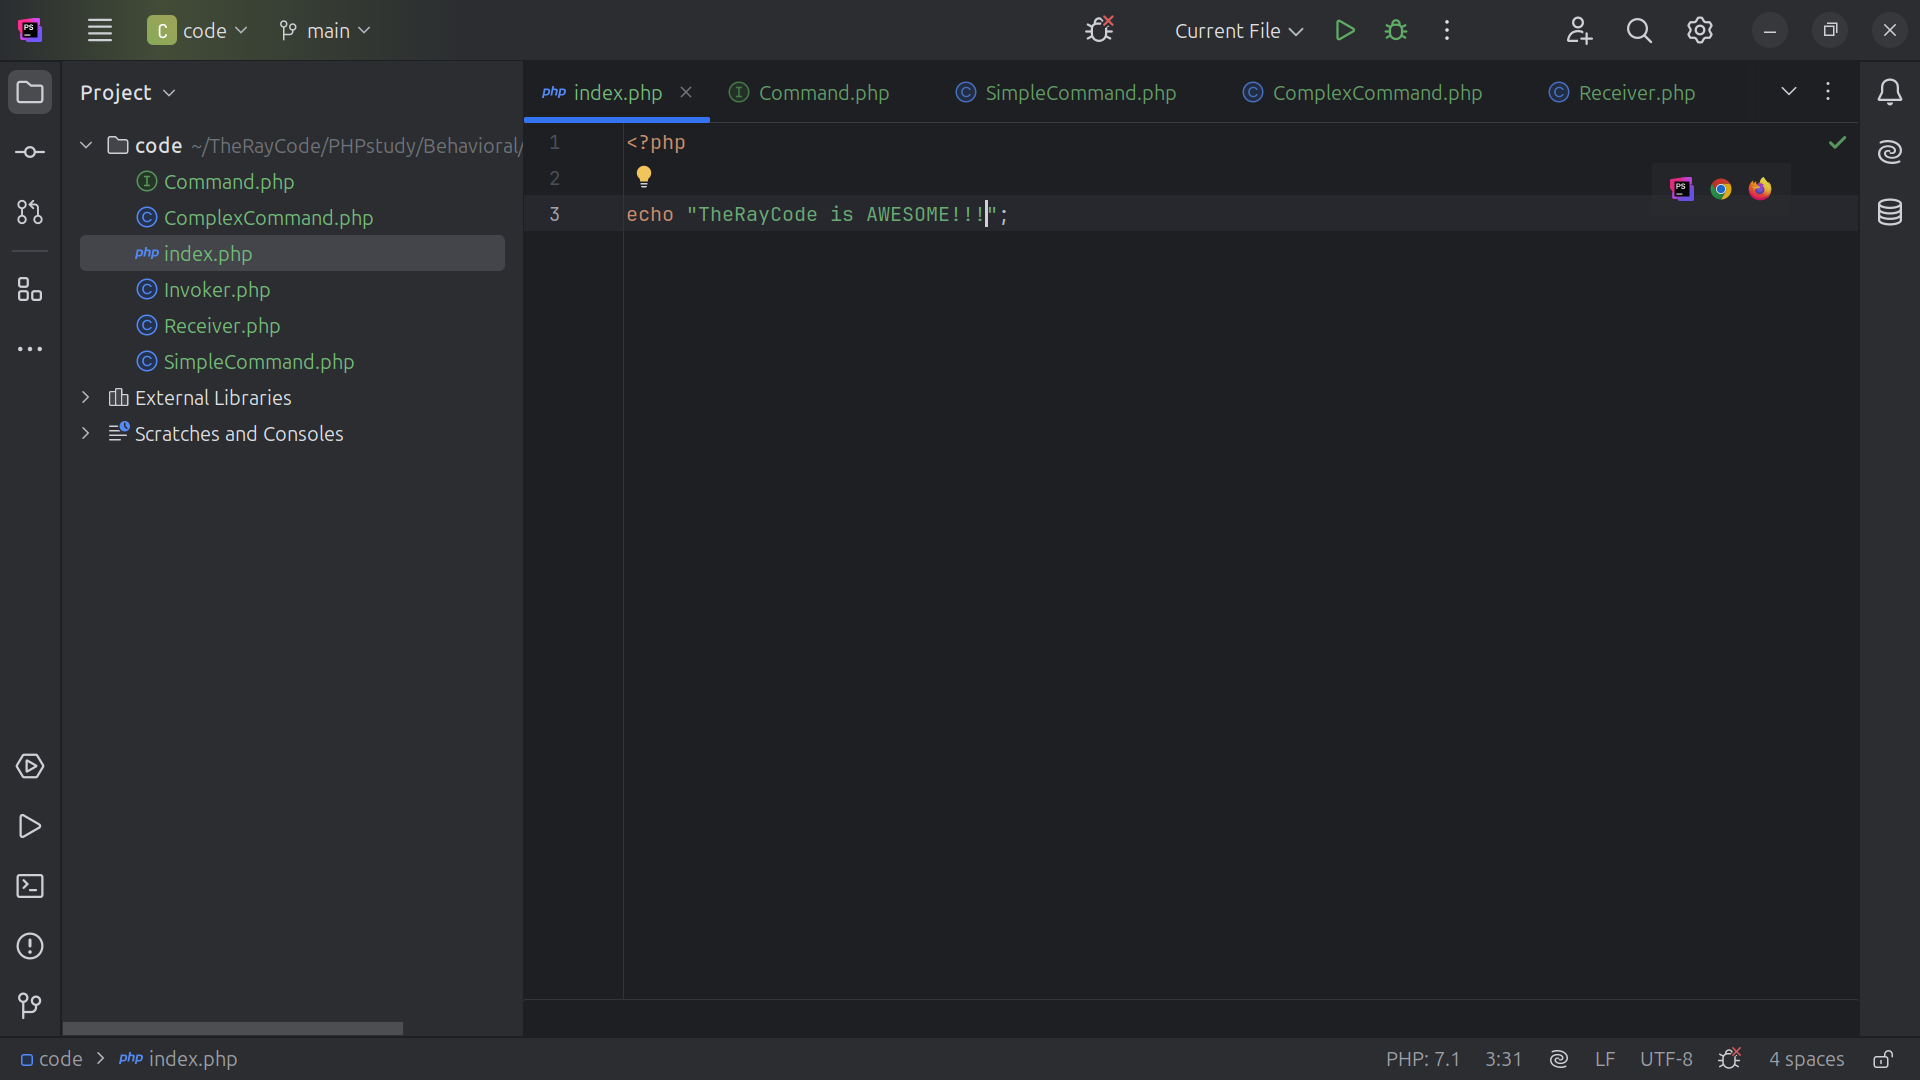 PS C code main Current File
Project
code ~/TheRayCode/PHPstudy/Behavioral/
I Command.php
C ComplexCommand.php
php index.php
C Invoker.php
C Receiver.php
C SimpleCommand.php
External Libraries
Scratches and Consoles
php index.php I Command.php C SimpleCommand.php C ComplexCommand.php C Receiver.php
1 <?php
2
3 echo "TheRayCode is AWESOME!!!";
PS
code > php index.php PHP: 7.1 3:31 LF UTF-8 4 spaces